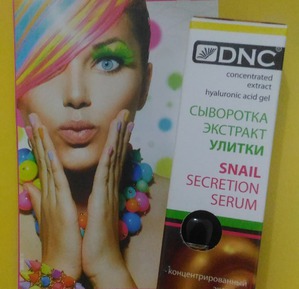 DNC®
concentrated
extract
hyaluronic acid gel
СЫВОРОТКА
ЭКСТРАКТ
УЛИТКИ
SNAIL
SECRETION
SERUM
- концентрированный